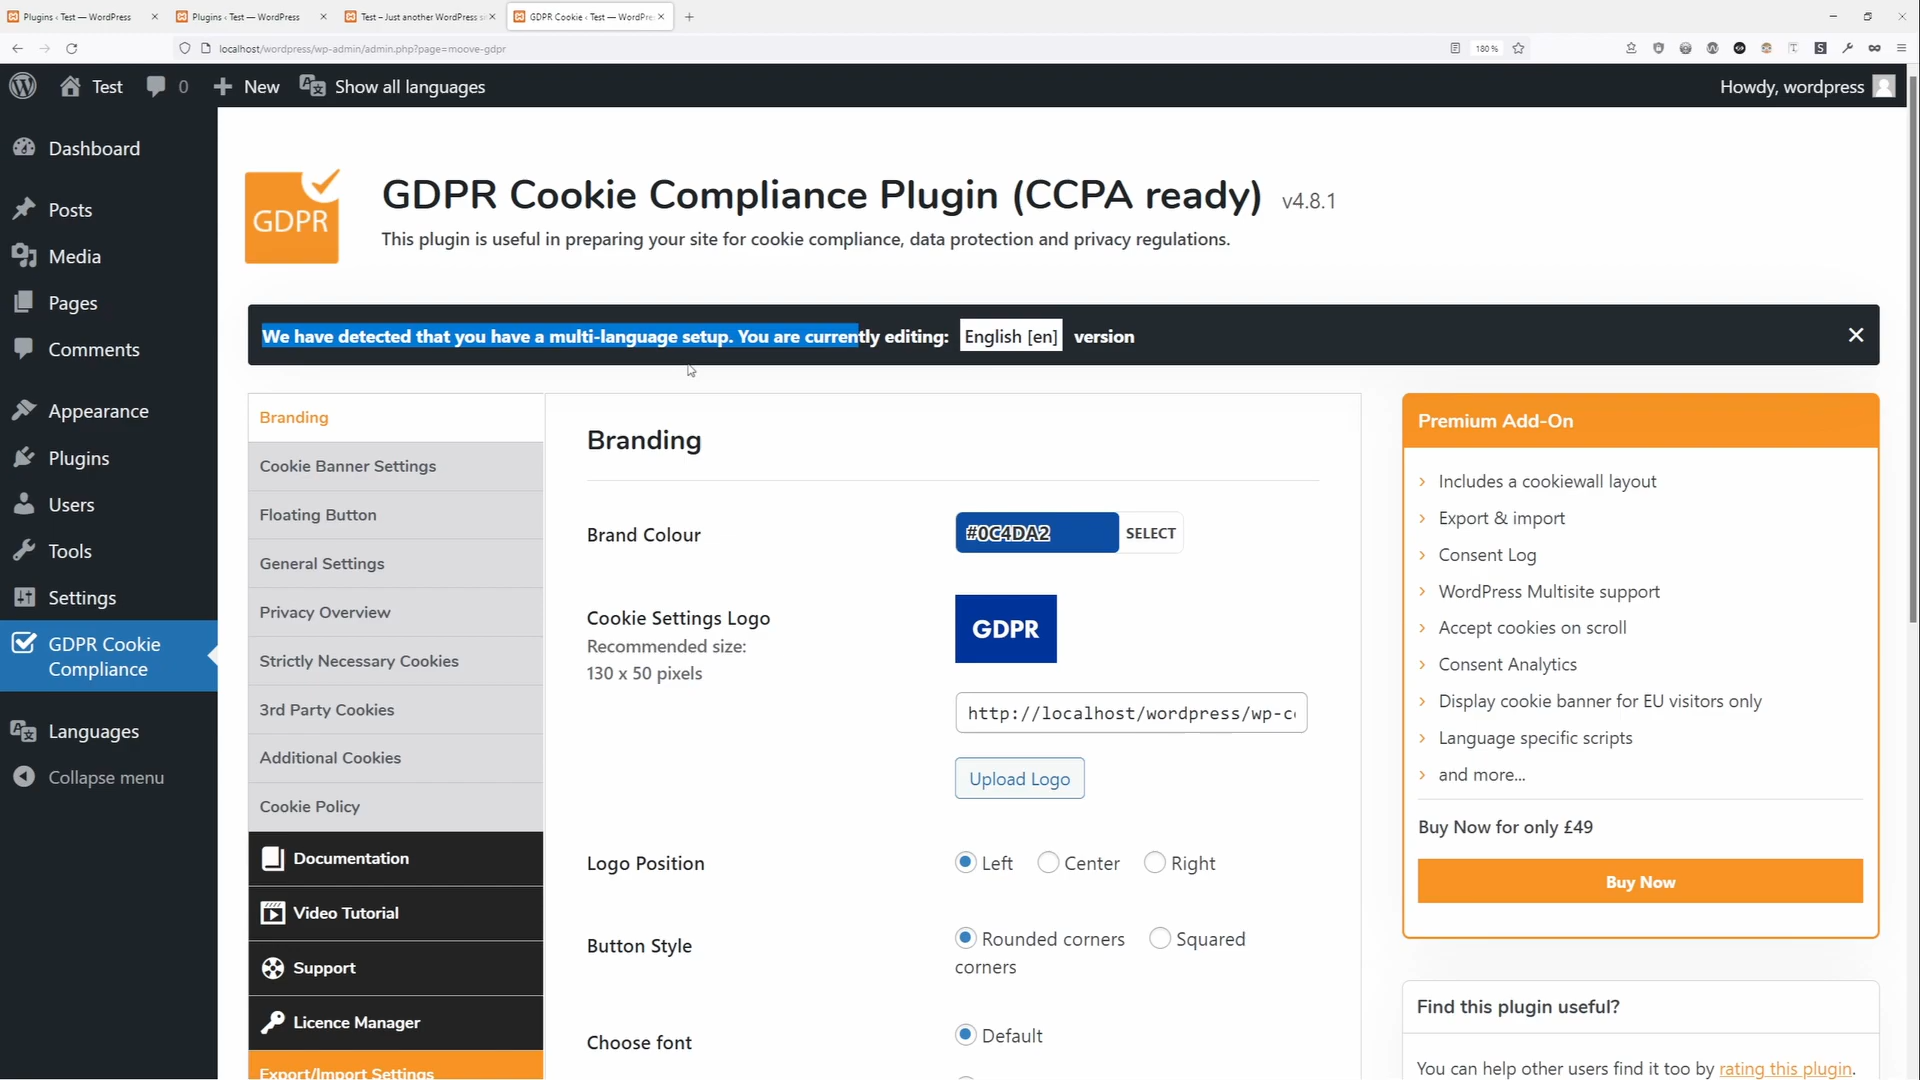 Plugins ‹ Test — WordPress
Plugins ‹ Test — WordPress
Test – Just another WordPress s
GDPR Cookie ‹ Test — WordPre
localhost/wordpress/wp-admin/admin.php?page=moove-gdpr
180 %
Test
0
New
Show all languages
Howdy, wordpress
Dashboard
Posts
Media
Pages
Comments
Appearance
Plugins
Users
Tools
Settings
GDPR Cookie
Compliance
Languages
Collapse menu
GDPR
GDPR Cookie Compliance Plugin (CCPA ready) v4.8.1
This plugin is useful in preparing your site for cookie compliance, data protection and privacy regulations.
We have detected that you have a multi-language setup. You are currently editing: English [en] version
Branding
Cookie Banner Settings
Floating Button
General Settings
Privacy Overview
Strictly Necessary Cookies
3rd Party Cookies
Additional Cookies
Cookie Policy
Documentation
Video Tutorial
Support
Licence Manager
Export/Import Settings
Branding
Brand Colour
#0C4DA2
SELECT
Cookie Settings Logo
Recommended size:
130 x 50 pixels
GDPR
http://localhost/wordpress/wp-c
Upload Logo
Logo Position
Left Center Right
Button Style
Rounded corners Squared
corners
Choose font
Default
Premium Add-On
Includes a cookiewall layout
Export & import
Consent Log
WordPress Multisite support
Accept cookies on scroll
Consent Analytics
Display cookie banner for EU visitors only
Language specific scripts
and more...
Buy Now for only £49
Buy Now
Find this plugin useful?
You can help other users find it too by rating this plugin.